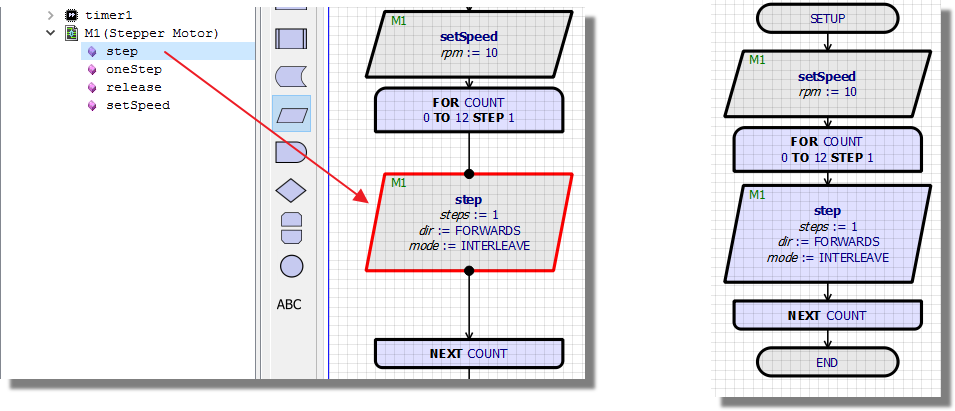 timer1
M1(Stepper Motor)
step
oneStep
release
setSpeed
ABC
M1
setSpeed
rpm := 10
FOR COUNT
0 TO 12 STEP 1
M1
step
steps := 1
dir := FORWARDS
mode := INTERLEAVE
NEXT COUNT
SETUP
M1
setSpeed
rpm := 10
FOR COUNT
0 TO 12 STEP 1
M1
step
steps := 1
dir := FORWARDS
mode := INTERLEAVE
NEXT COUNT
END